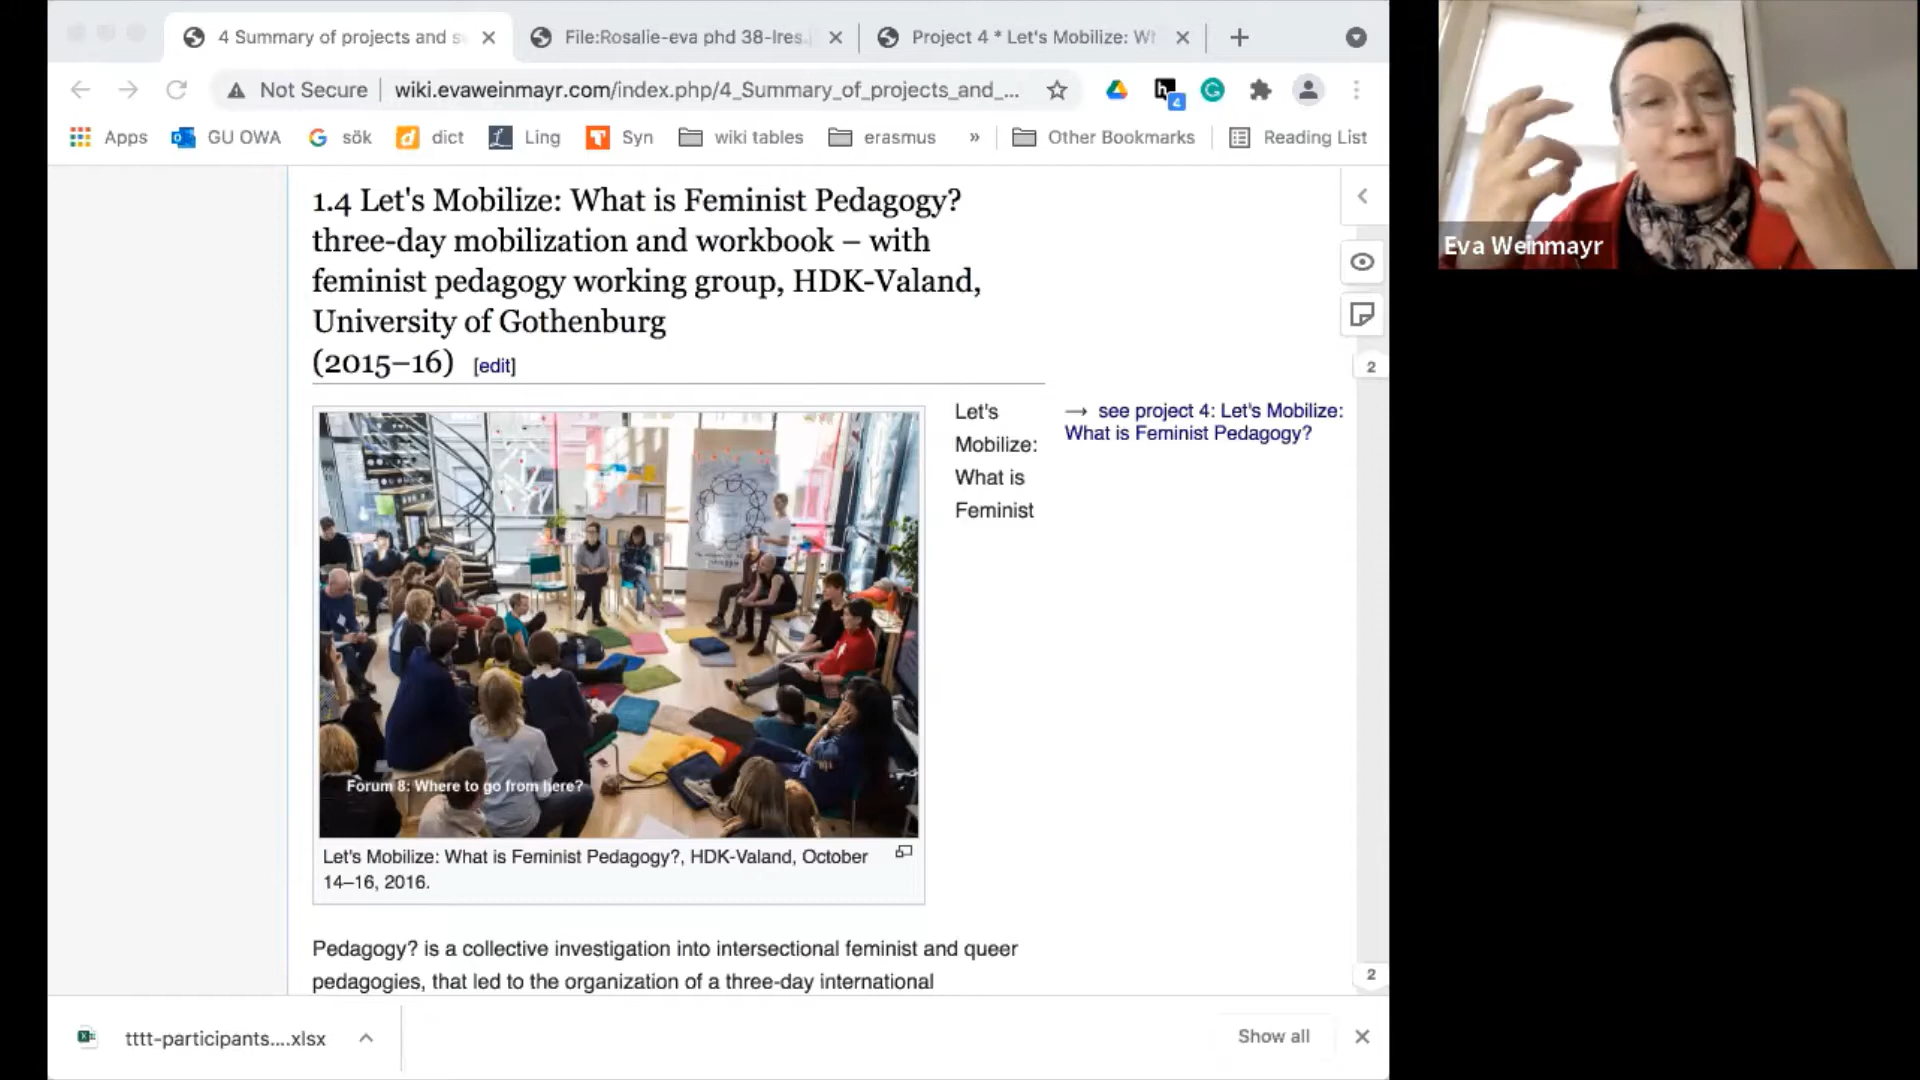 4 Summary of projects and s
File:Rosalie-eva phd 38-lres.
Project 4 * Let's Mobilize: W
Not Secure
wiki.evaweinmayr.com/index.php/4_Summary_of_projects_and_...
4
Apps
GU OWA
sök
dict
Ling
Syn
wiki tables
erasmus
»
Other Bookmarks
Reading List
1.4 Let's Mobilize: What is Feminist Pedagogy?
three-day mobilization and workbook – with
feminist pedagogy working group, HDK-Valand,
University of Gothenburg
(2015–16) [edit]
2
Let's
Mobilize:
What is
Feminist
→ see project 4: Let's Mobilize:
What is Feminist Pedagogy?
Forum 8: Where to go from here?
Let's Mobilize: What is Feminist Pedagogy?, HDK-Valand, October
14–16, 2016.
Pedagogy? is a collective investigation into intersectional feminist and queer
pedagogies, that led to the organization of a three-day international
2
tttt-participants....xlsx
Show all
Eva Weinmayr